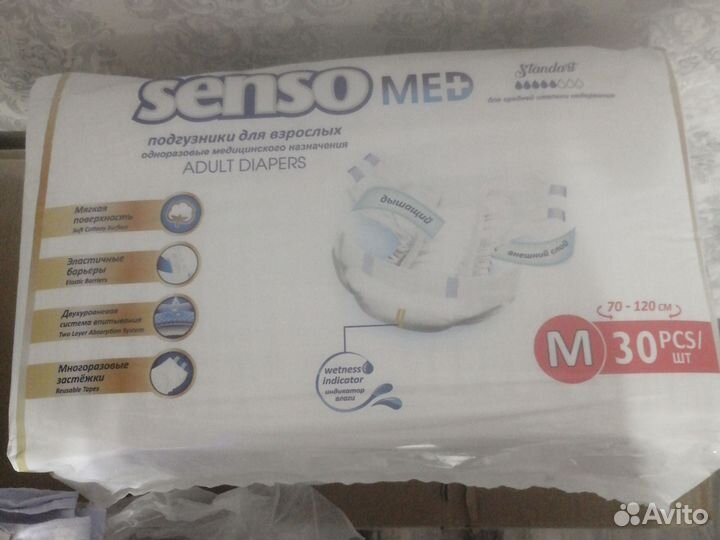 senso MED
Standart
для средней степени недержания
подгузники для взрослых
одноразовые медицинского назначения
ADULT DIAPERS
Мягкая
поверхность
Soft Cottony Surface
дышащий
внешний слой
Эластичные
барьеры
Elastic Barriers
Двухуровневая
система впитывания
Two Layer Absorption System
Многоразовые
застёжки
Reusable Tapes
wetness
indicator
индикатор
влаги
70 - 120 см
M 30 PCS/
ШТ
Avito